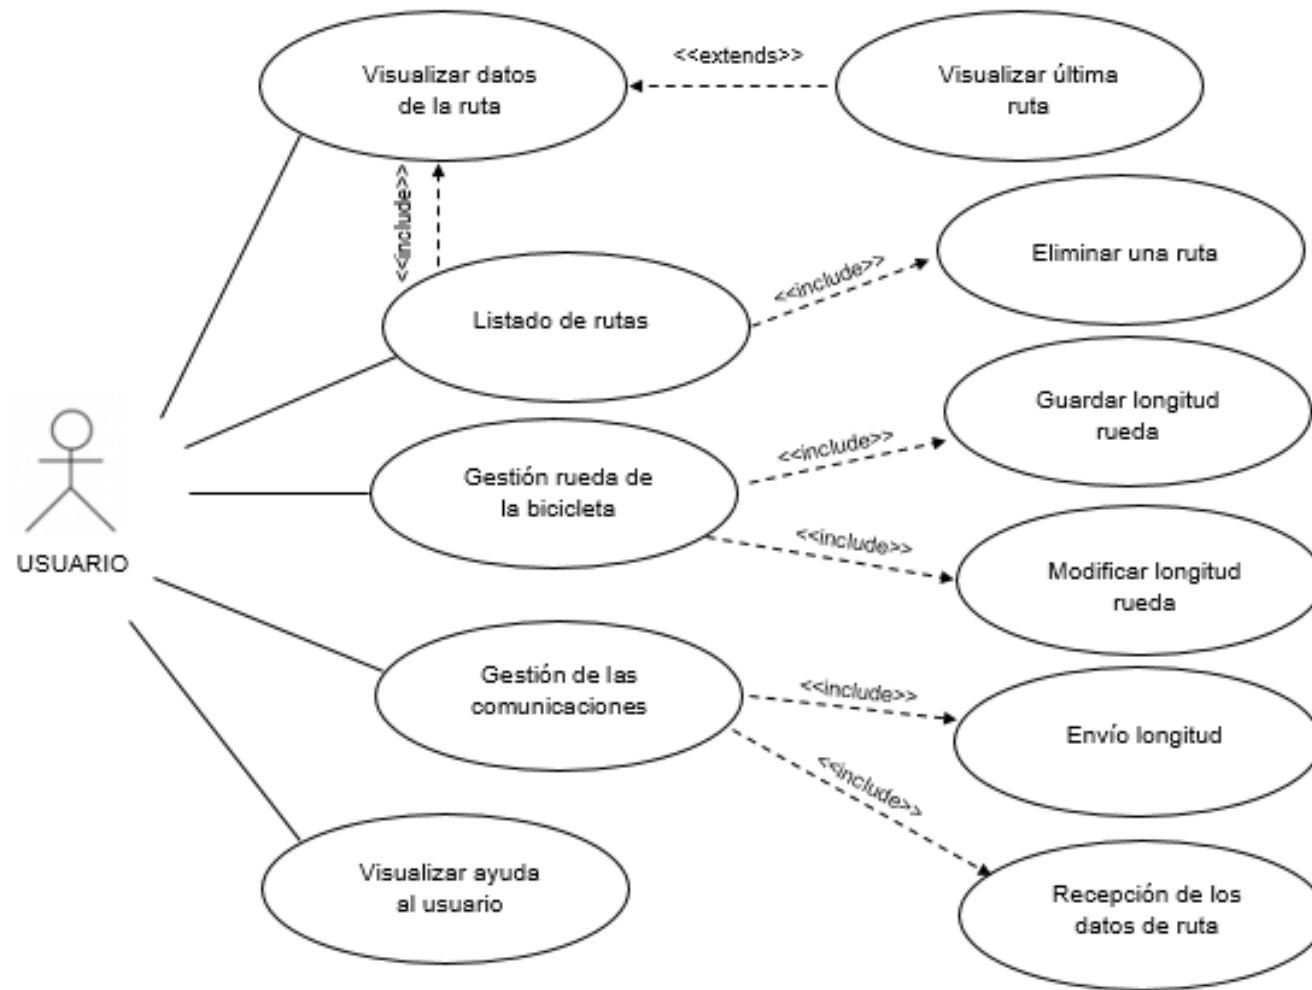 Visualizar datos
de la ruta
<<extends>>
Visualizar última
ruta
<<include>>
Listado de rutas
<<include>>
Eliminar una ruta
Gestión rueda de
la bicicleta
<<include>>
Guardar longitud
rueda
<<include>>
Modificar longitud
rueda
USUARIO
Gestión de las
comunicaciones
<<include>>
Envío longitud
<<include>>
Recepción de los
datos de ruta
Visualizar ayuda
al usuario